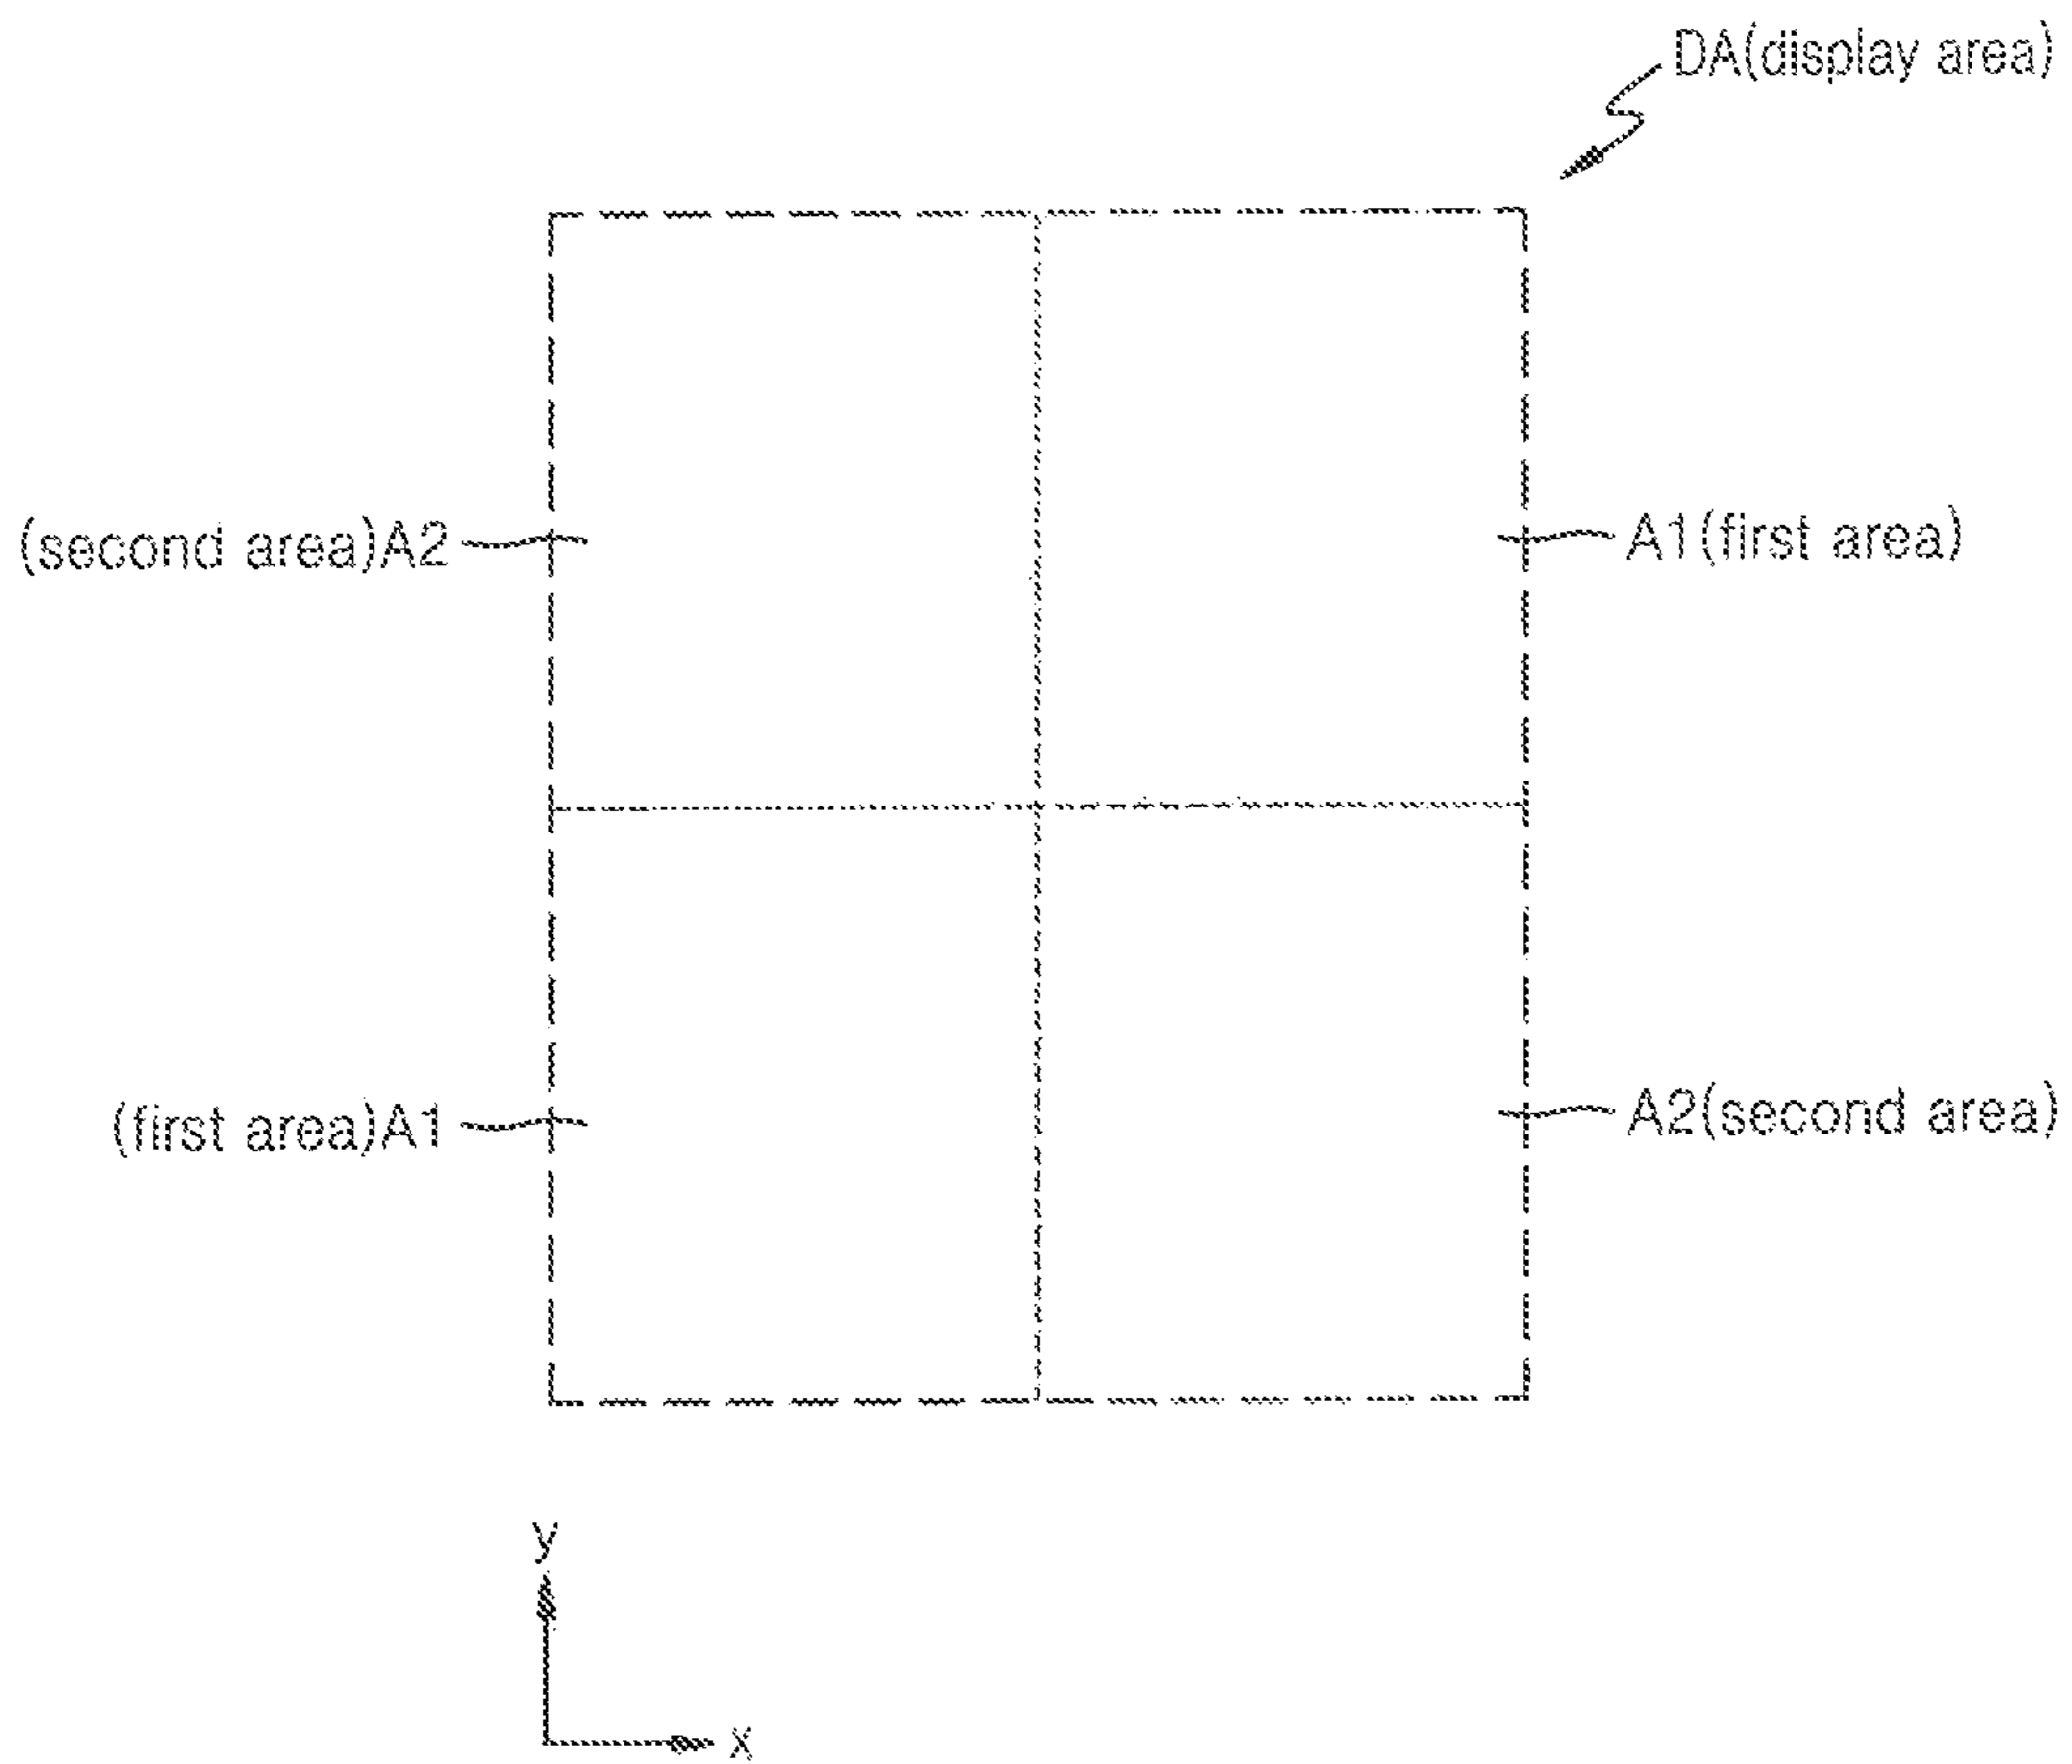 DA(display area)
(second area)A2
A1(first area)
(first area)A1
A2(second area)
y
x